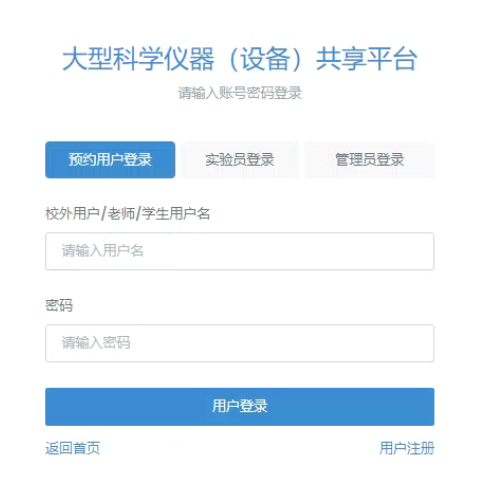 大型科学仪器（设备）共享平台
请输入账号密码登录
预约用户登录 实验员登录 管理员登录
校外用户/老师/学生用户名
请输入用户名
密码
请输入密码
用户登录
返回首页 用户注册